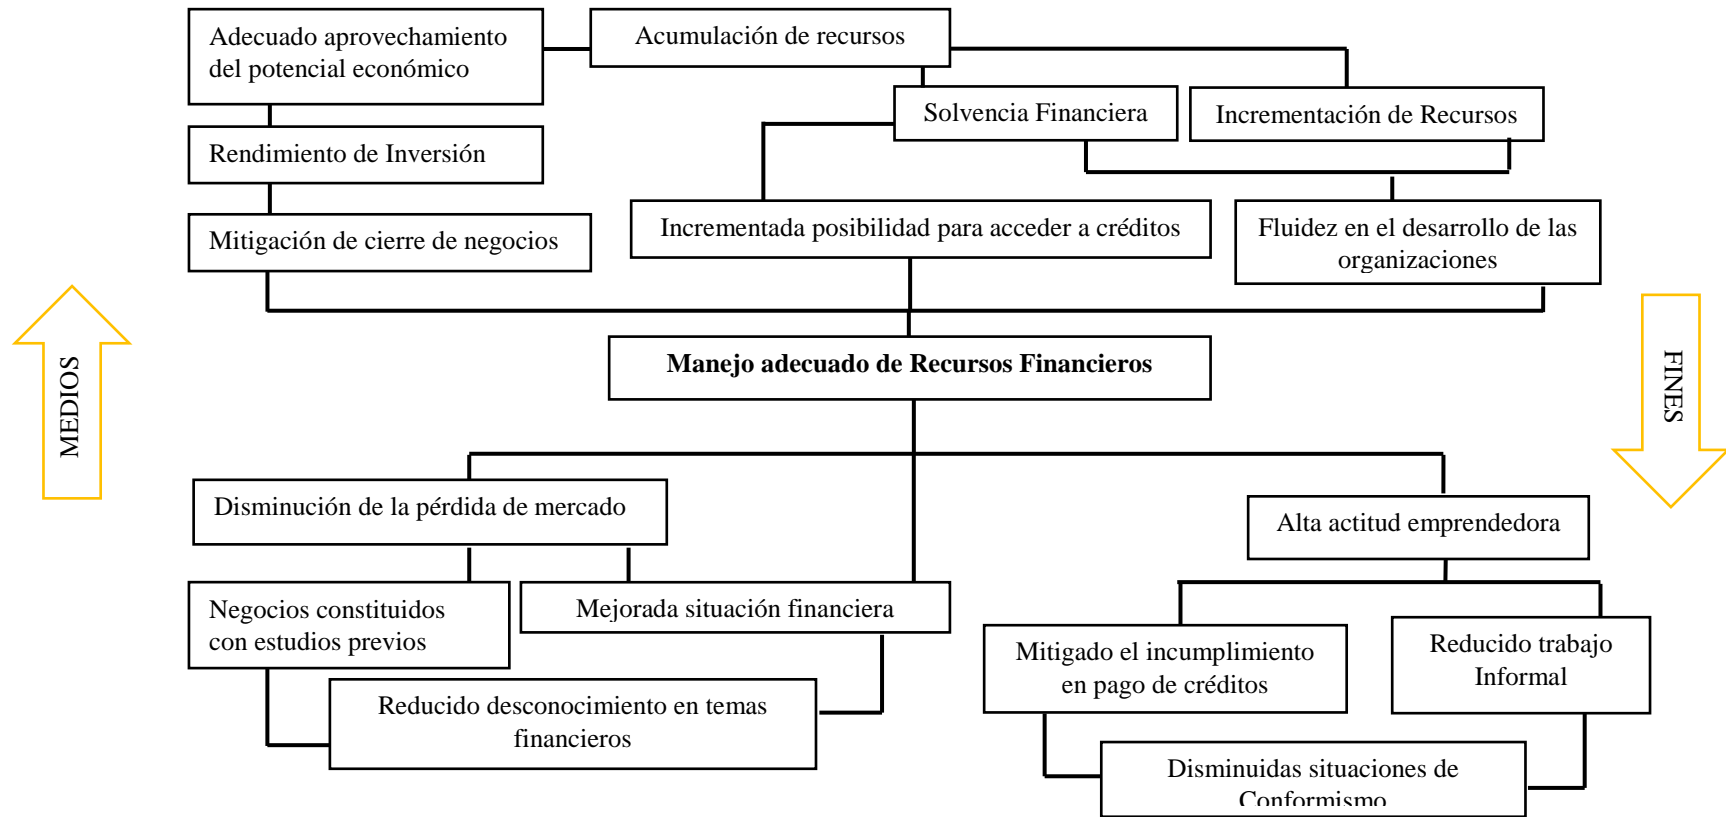 Adecuado aprovechamiento
del potencial económico
Acumulación de recursos
Solvencia Financiera
Incrementación de Recursos
Rendimiento de Inversión
Mitigación de cierre de negocios
Incrementada posibilidad para acceder a créditos
Fluidez en el desarrollo de las
organizaciones
MEDIOS
FINES
Manejo adecuado de Recursos Financieros
Disminución de la pérdida de mercado
Alta actitud emprendedora
Negocios constituidos
con estudios previos
Mejorada situación financiera
Mitigado el incumplimiento
en pago de créditos
Reducido trabajo
Informal
Reducido desconocimiento en temas
financieros
Disminuidas situaciones de
Conformismo